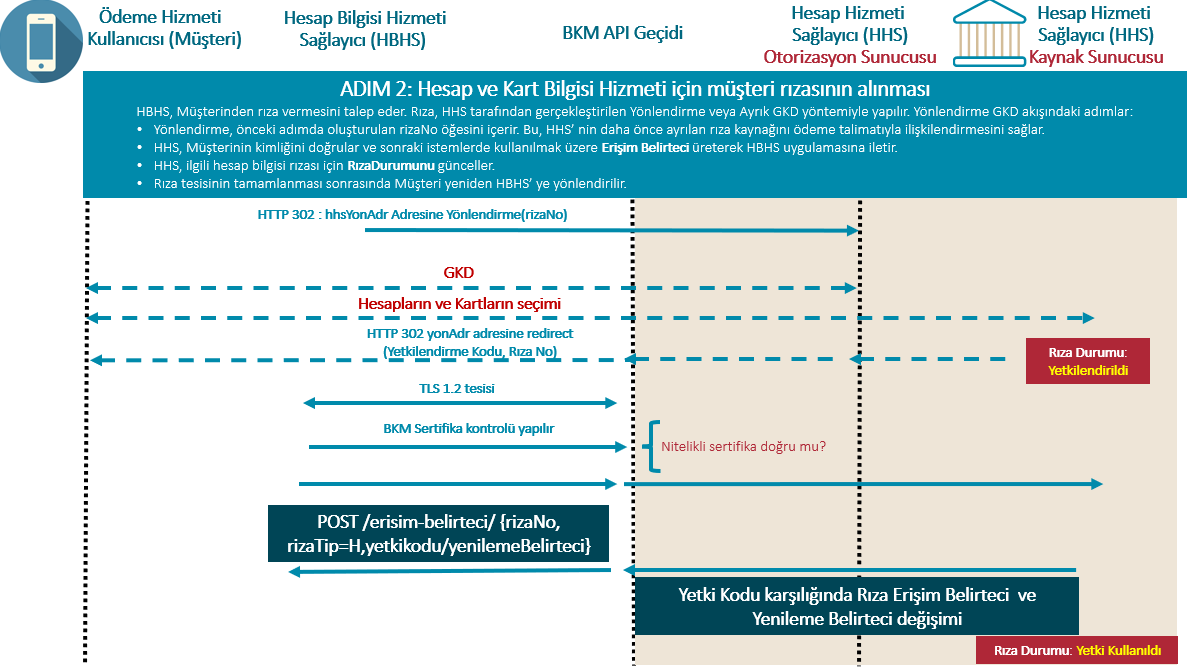 Ödeme Hizmeti
Kullanıcısı (Müşteri)
Hesap Bilgisi Hizmeti
Sağlayıcı (HBHS)
BKM API Geçidi
Hesap Hizmeti
Sağlayıcı (HHS)
Otorizasyon Sunucusu
Hesap Hizmeti
Sağlayıcı (HHS)
Kaynak Sunucusu
ADIM 2: Hesap ve Kart Bilgisi Hizmeti için müşteri rızasının alınması
HBHS, Müşterinden rıza vermesini talep eder. Rıza, HHS tarafından gerçekleştirilen Yönlendirme veya Ayrık GKD yöntemiyle yapılır. Yönlendirme GKD akışındaki adımlar:
• Yönlendirme, önceki adımda oluşturulan rizaNo öğesini içerir. Bu, HHS' nin daha önce ayrılan rıza kaynağını ödeme talimatıyla ilişkilendirmesini sağlar.
• HHS, Müşterinin kimliğini doğrular ve sonraki istemlerde kullanılmak üzere Erişim Belirteci üreterek HBHS uygulamasına iletir.
• HHS, ilgili hesap bilgisi rızası için RızaDurumunu günceller.
• Rıza tesisinin tamamlanması sonrasında Müşteri yeniden HBHS' ye yönlendirilir.
HTTP 302 : hhsYonAdr Adresine Yönlendirme(rizaNo)
GKD
Hesapların ve Kartların seçimi
HTTP 302 yonAdr adresine redirect
(Yetkilendirme Kodu, Rıza No)
Rıza Durumu:
Yetkilendirildi
TLS 1.2 tesisi
BKM Sertifika kontrolü yapılır
Nitelikli sertifika doğru mu?
POST /erisim-belirteci/ {rizaNo,
rizaTip=H,yetkikodu/yenilemeBelirteci}
Yetki Kodu karşılığında Rıza Erişim Belirteci ve
Yenileme Belirteci değişimi
Rıza Durumu: Yetki Kullanıldı